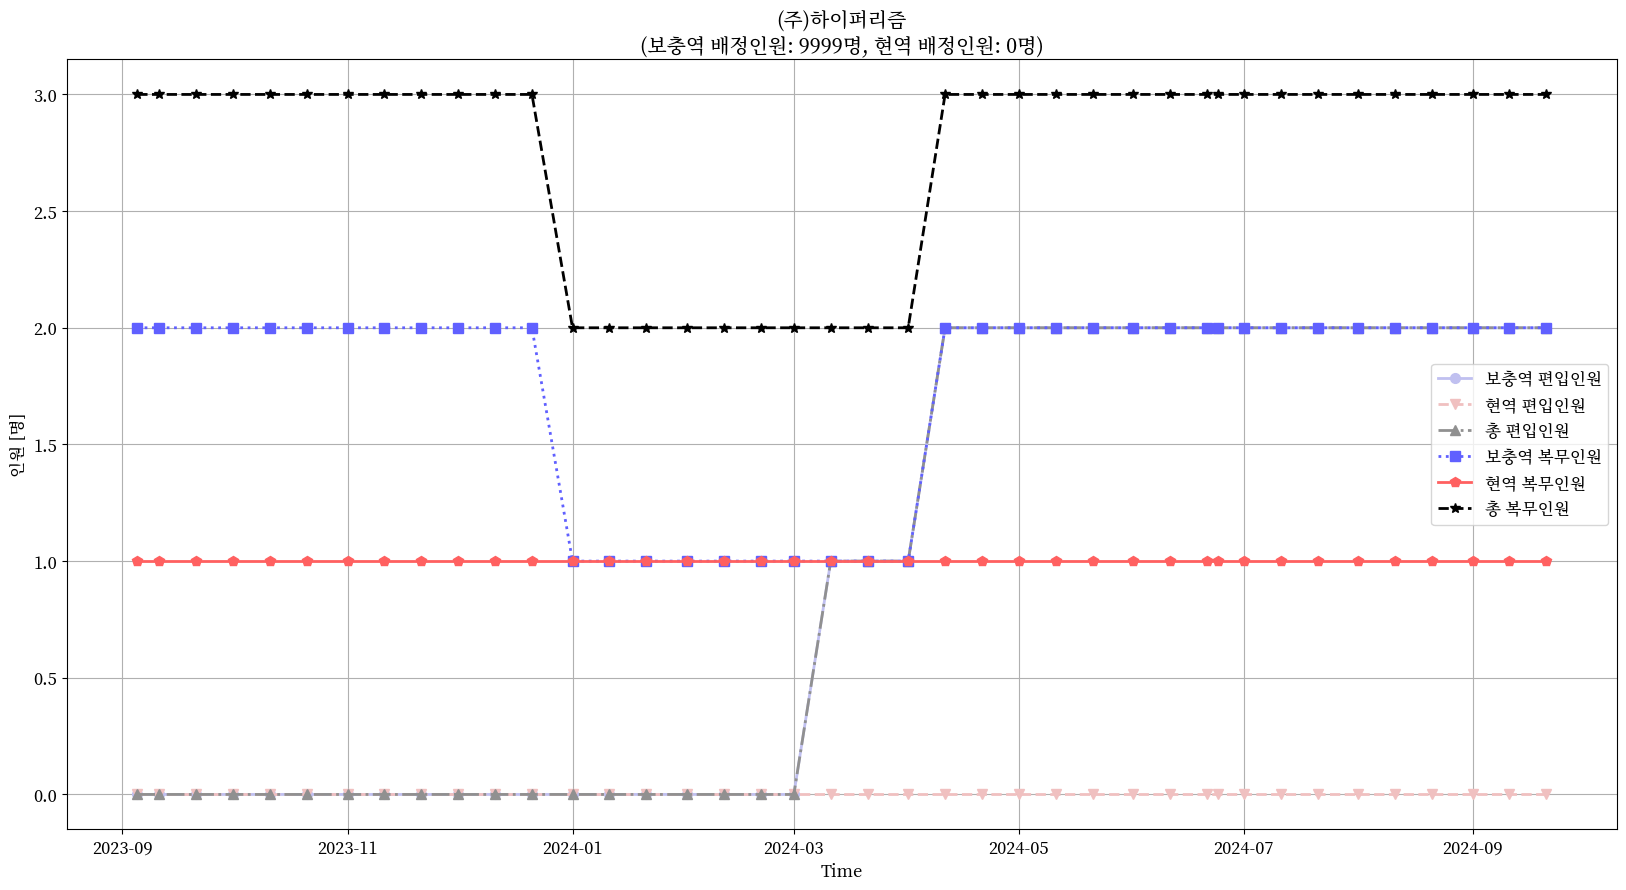 (주)하이퍼리즘
(보충역 배정인원: 9999명, 현역 배정인원: 0명)
3.0
2.5
2.0
1.5
1.0
0.5
0.0
인원 [명]
보충역 편입인원
현역 편입인원
총 편입인원
보충역 복무인원
현역 복무인원
총 복무인원
2023-09 2023-11 2024-01 2024-03 2024-05 2024-07 2024-09
Time